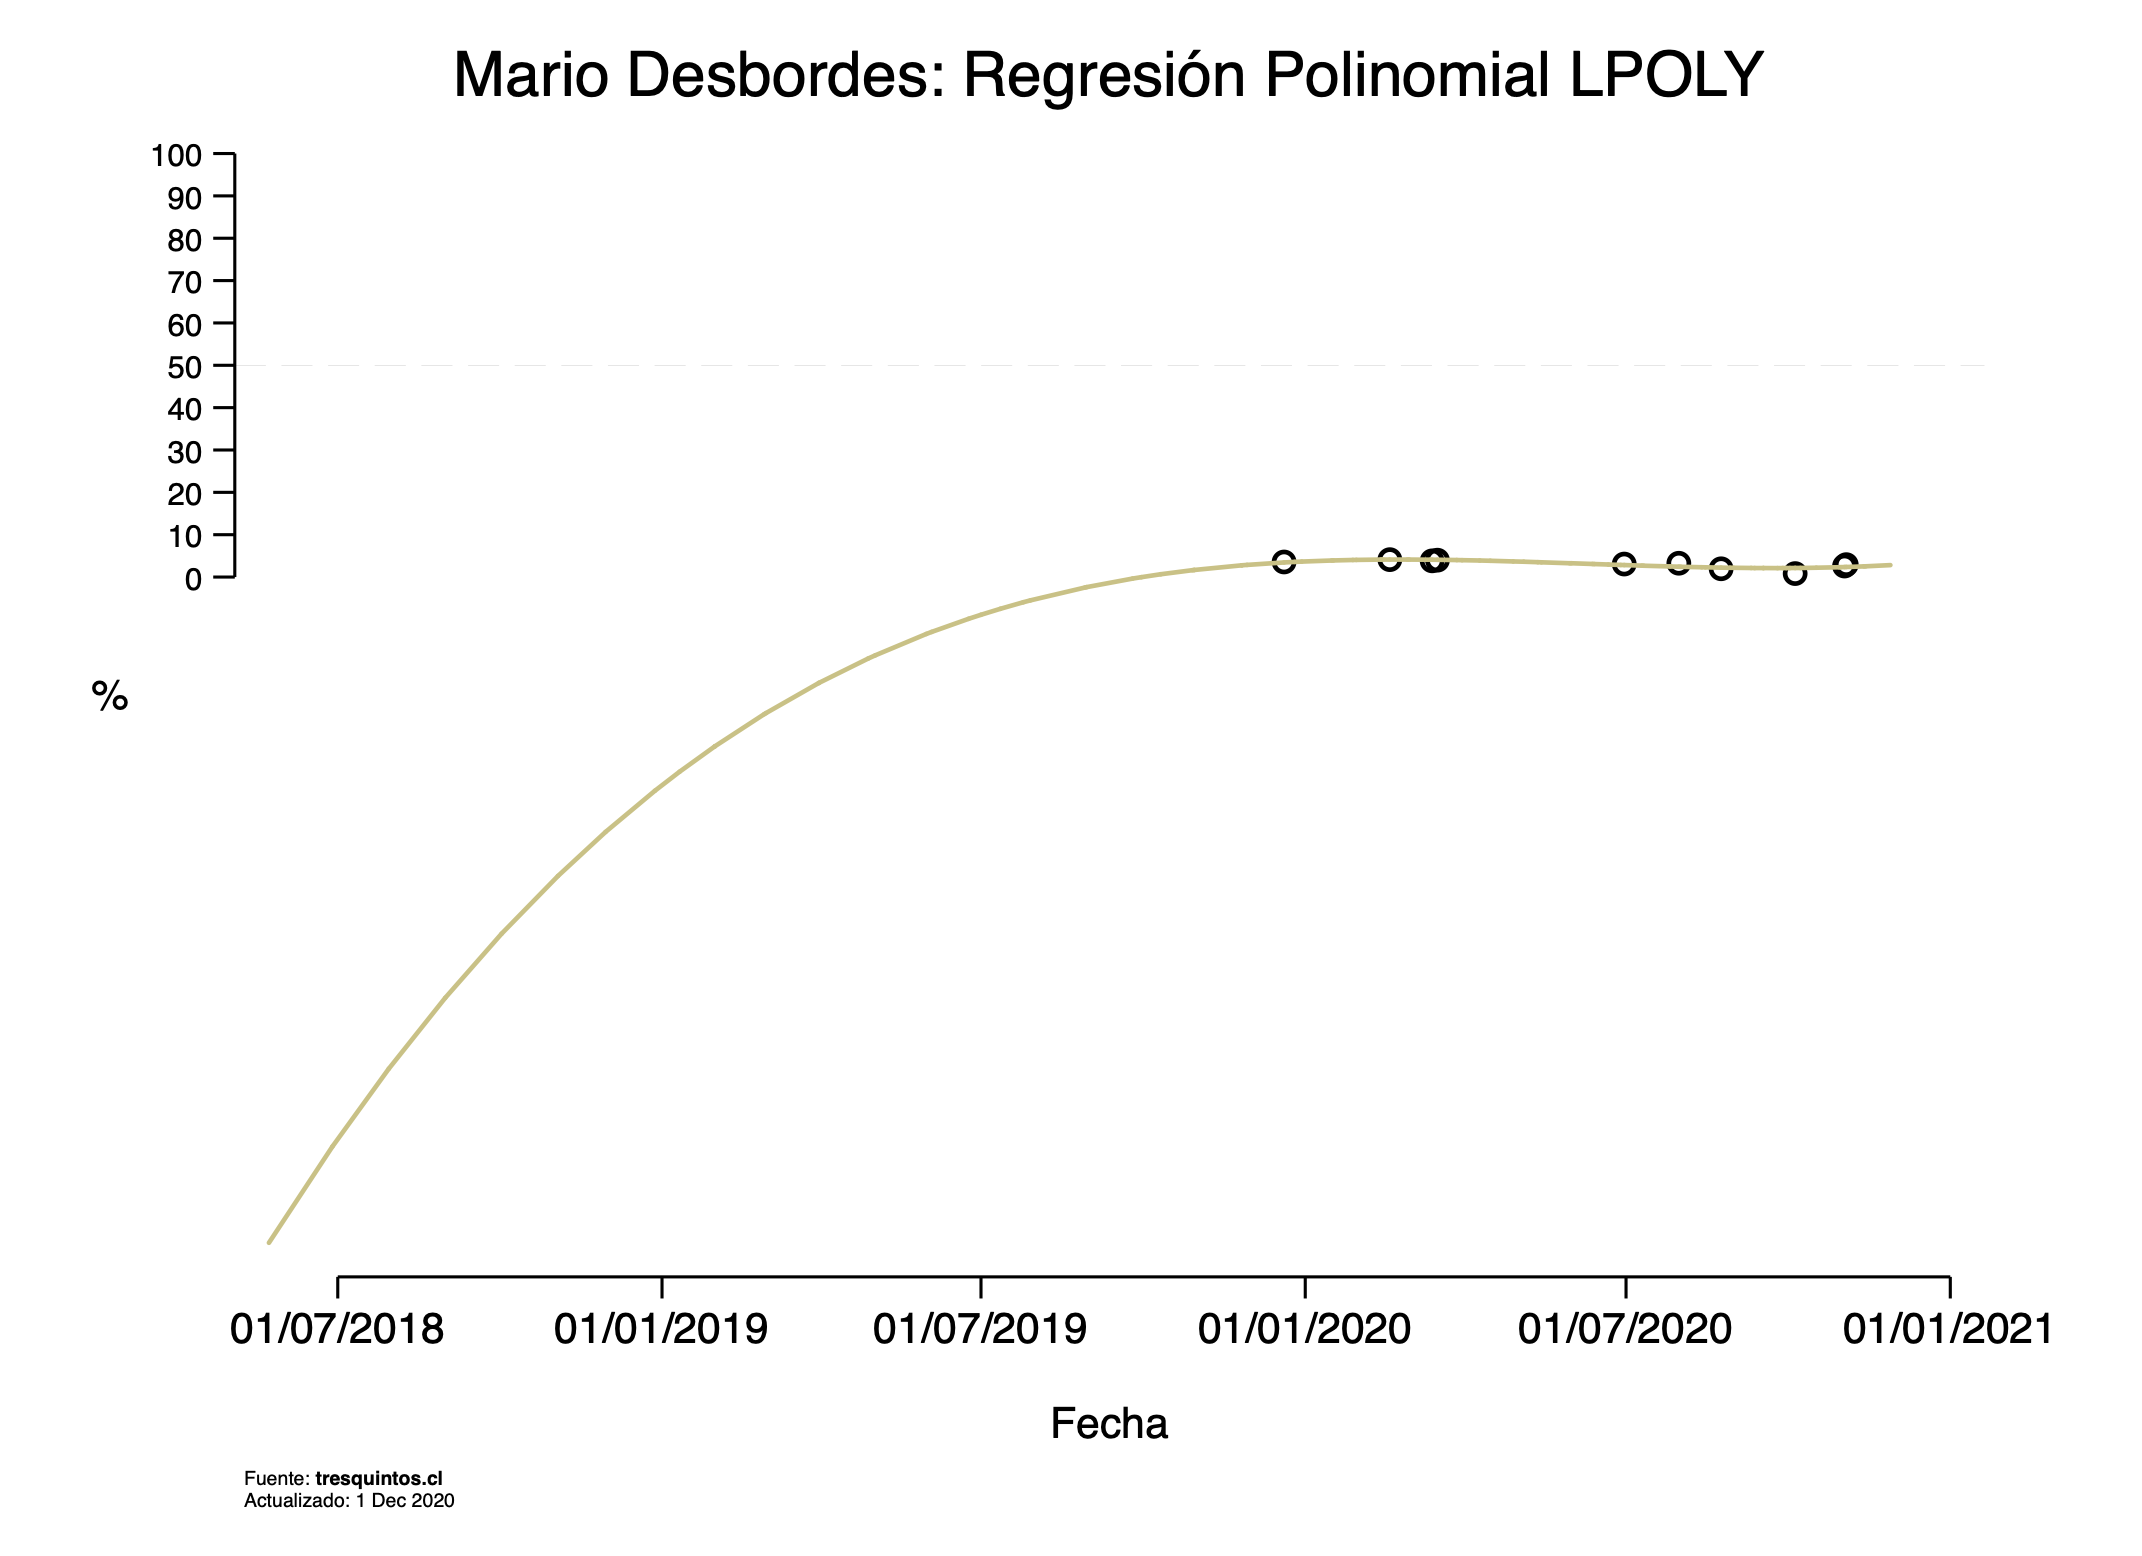 Mario Desbordes: Regresión Polinomial LPOLY
100
90
80
70
60
50
40
30
20
10
0
%
01/07/2018 01/01/2019 01/07/2019 01/01/2020 01/07/2020 01/01/2021
Fecha
Fuente: tresquintos.cl
Actualizado: 1 Dec 2020